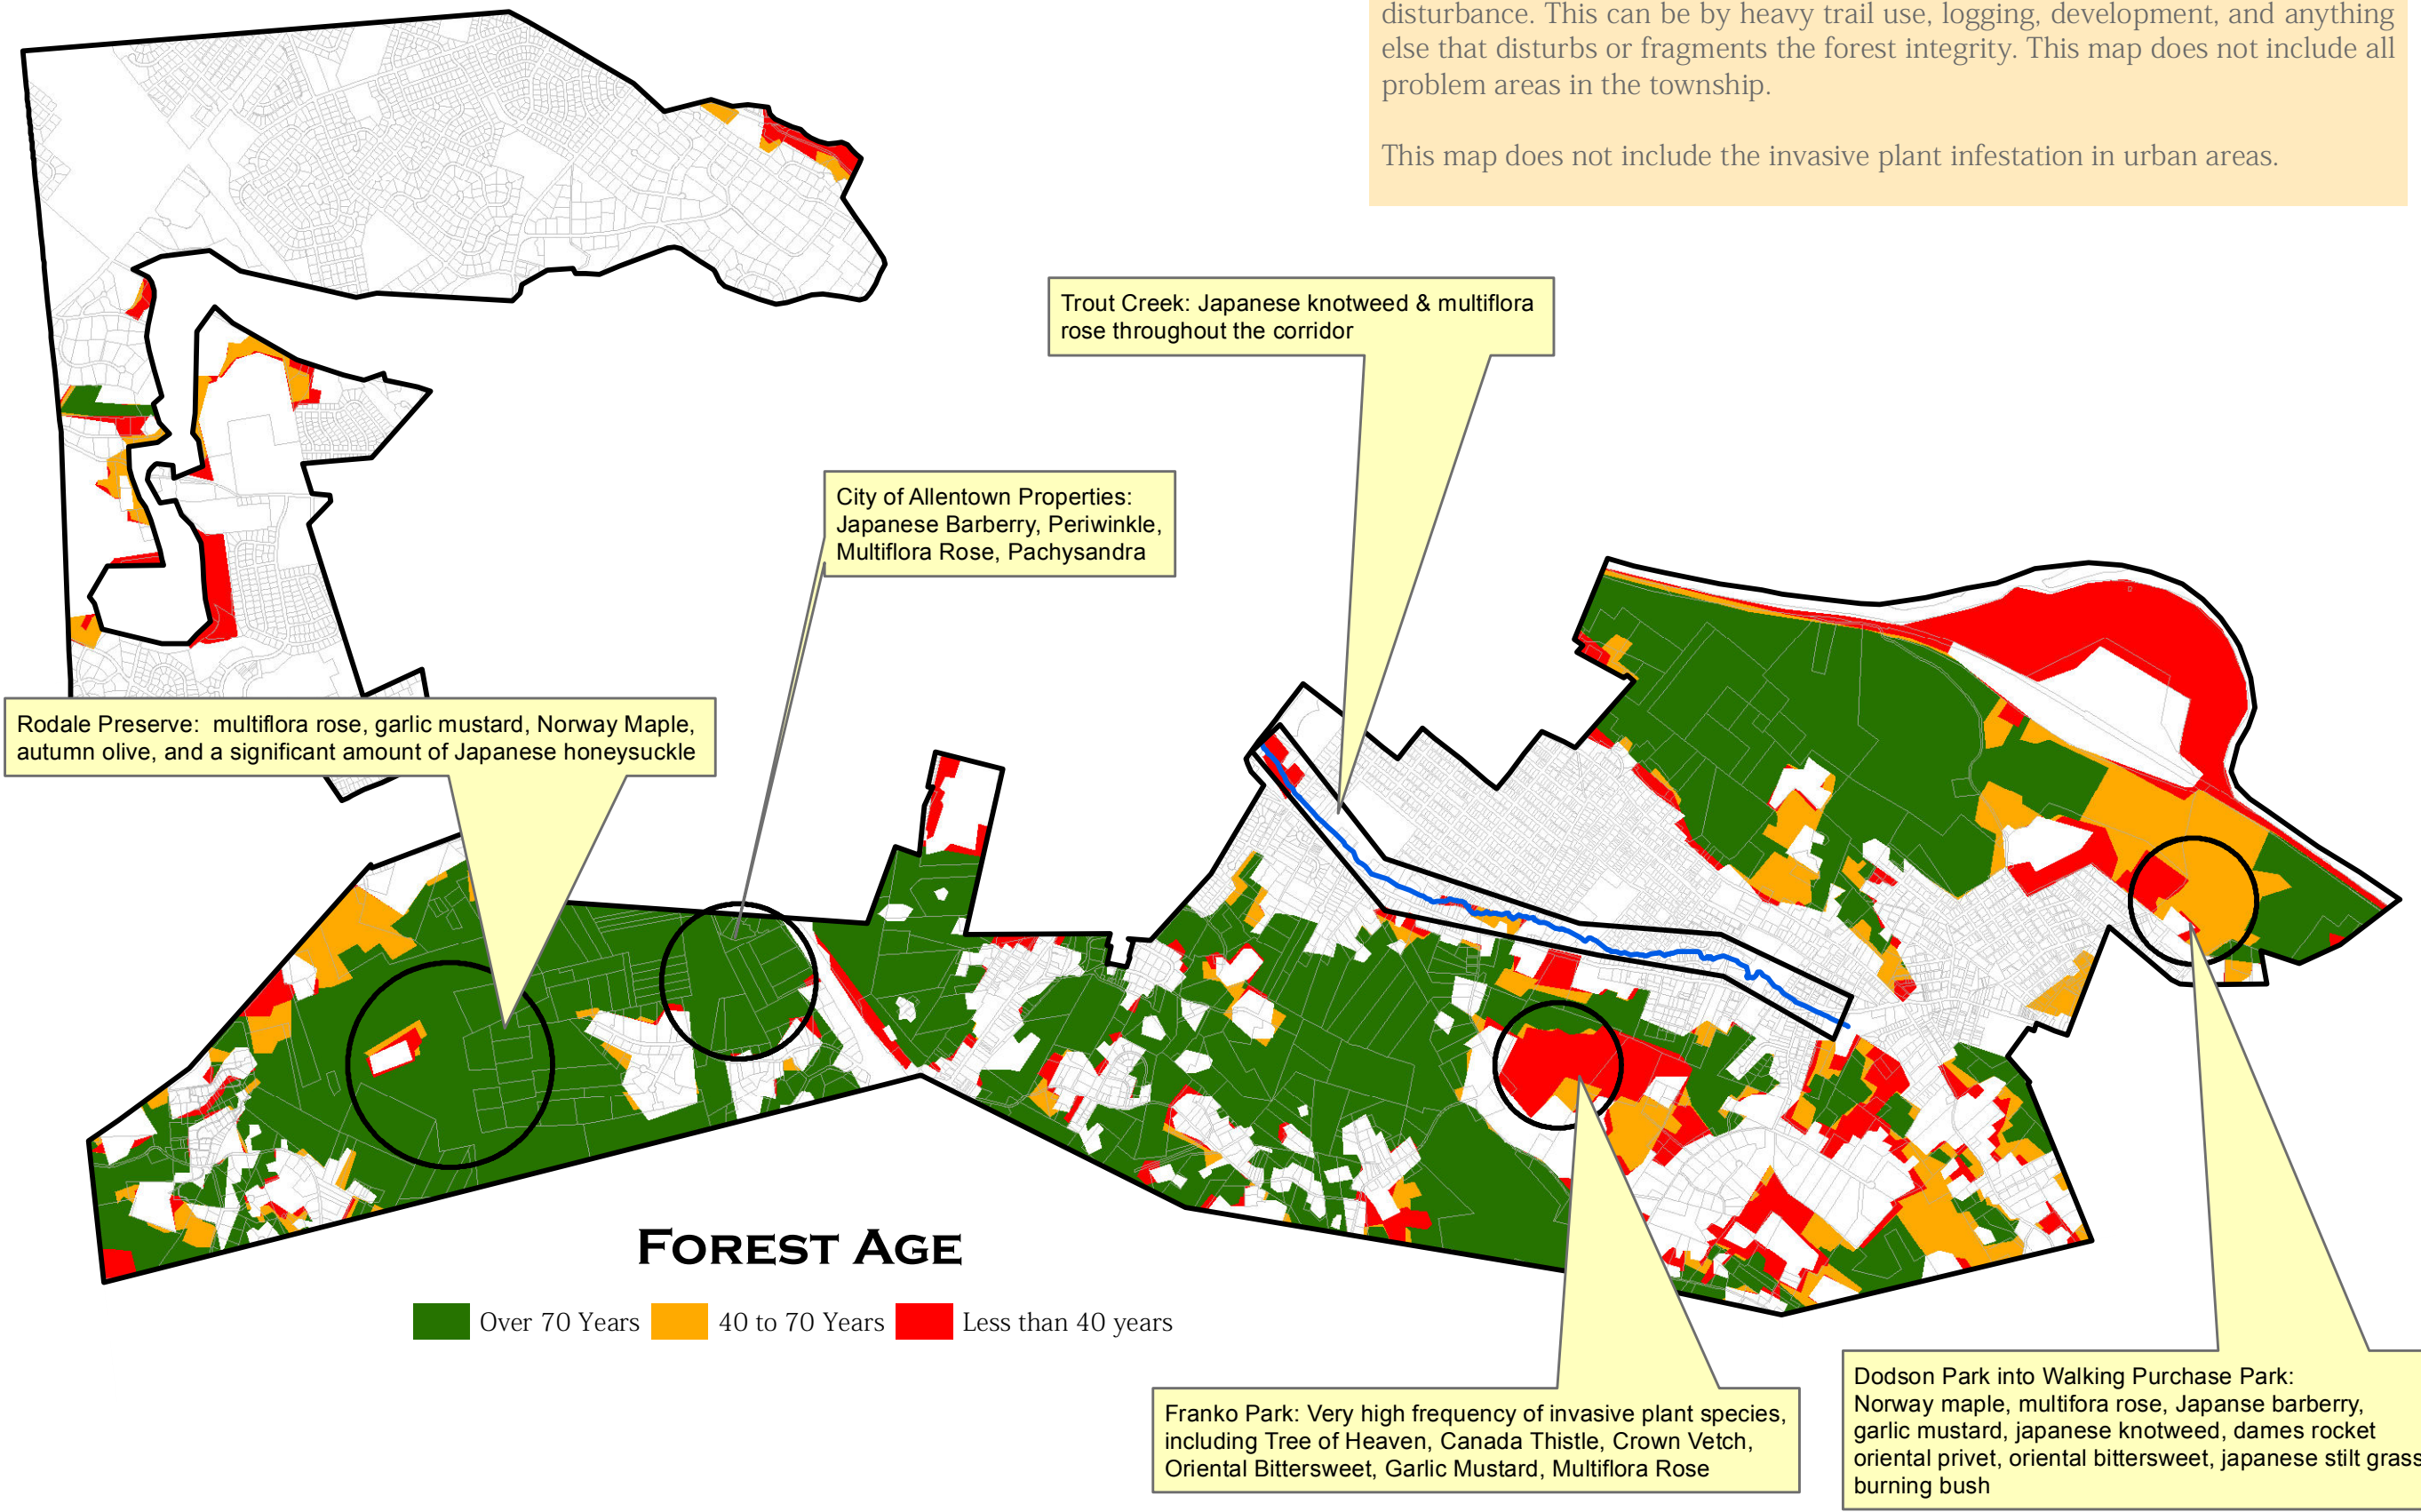 disturbance. This can be by heavy trail use, logging, development, and anything
else that disturbs or fragments the forest integrity. This map does not include all
problem areas in the township.
This map does not include the invasive plant infestation in urban areas.
Trout Creek: Japanese knotweed & multiflora
rose throughout the corridor
City of Allentown Properties:
Japanese Barberry, Periwinkle,
Multiflora Rose, Pachysandra
Rodale Preserve: multiflora rose, garlic mustard, Norway Maple,
autumn olive, and a significant amount of Japanese honeysuckle
FOREST AGE
Over 70 Years
40 to 70 Years
Less than 40 years
Franko Park: Very high frequency of invasive plant species,
including Tree of Heaven, Canada Thistle, Crown Vetch,
Oriental Bittersweet, Garlic Mustard, Multiflora Rose
Dodson Park into Walking Purchase Park:
Norway maple, multifora rose, Japanse barberry,
garlic mustard, japanese knotweed, dames rocket
oriental privet, oriental bittersweet, japanese stilt grass
burning bush